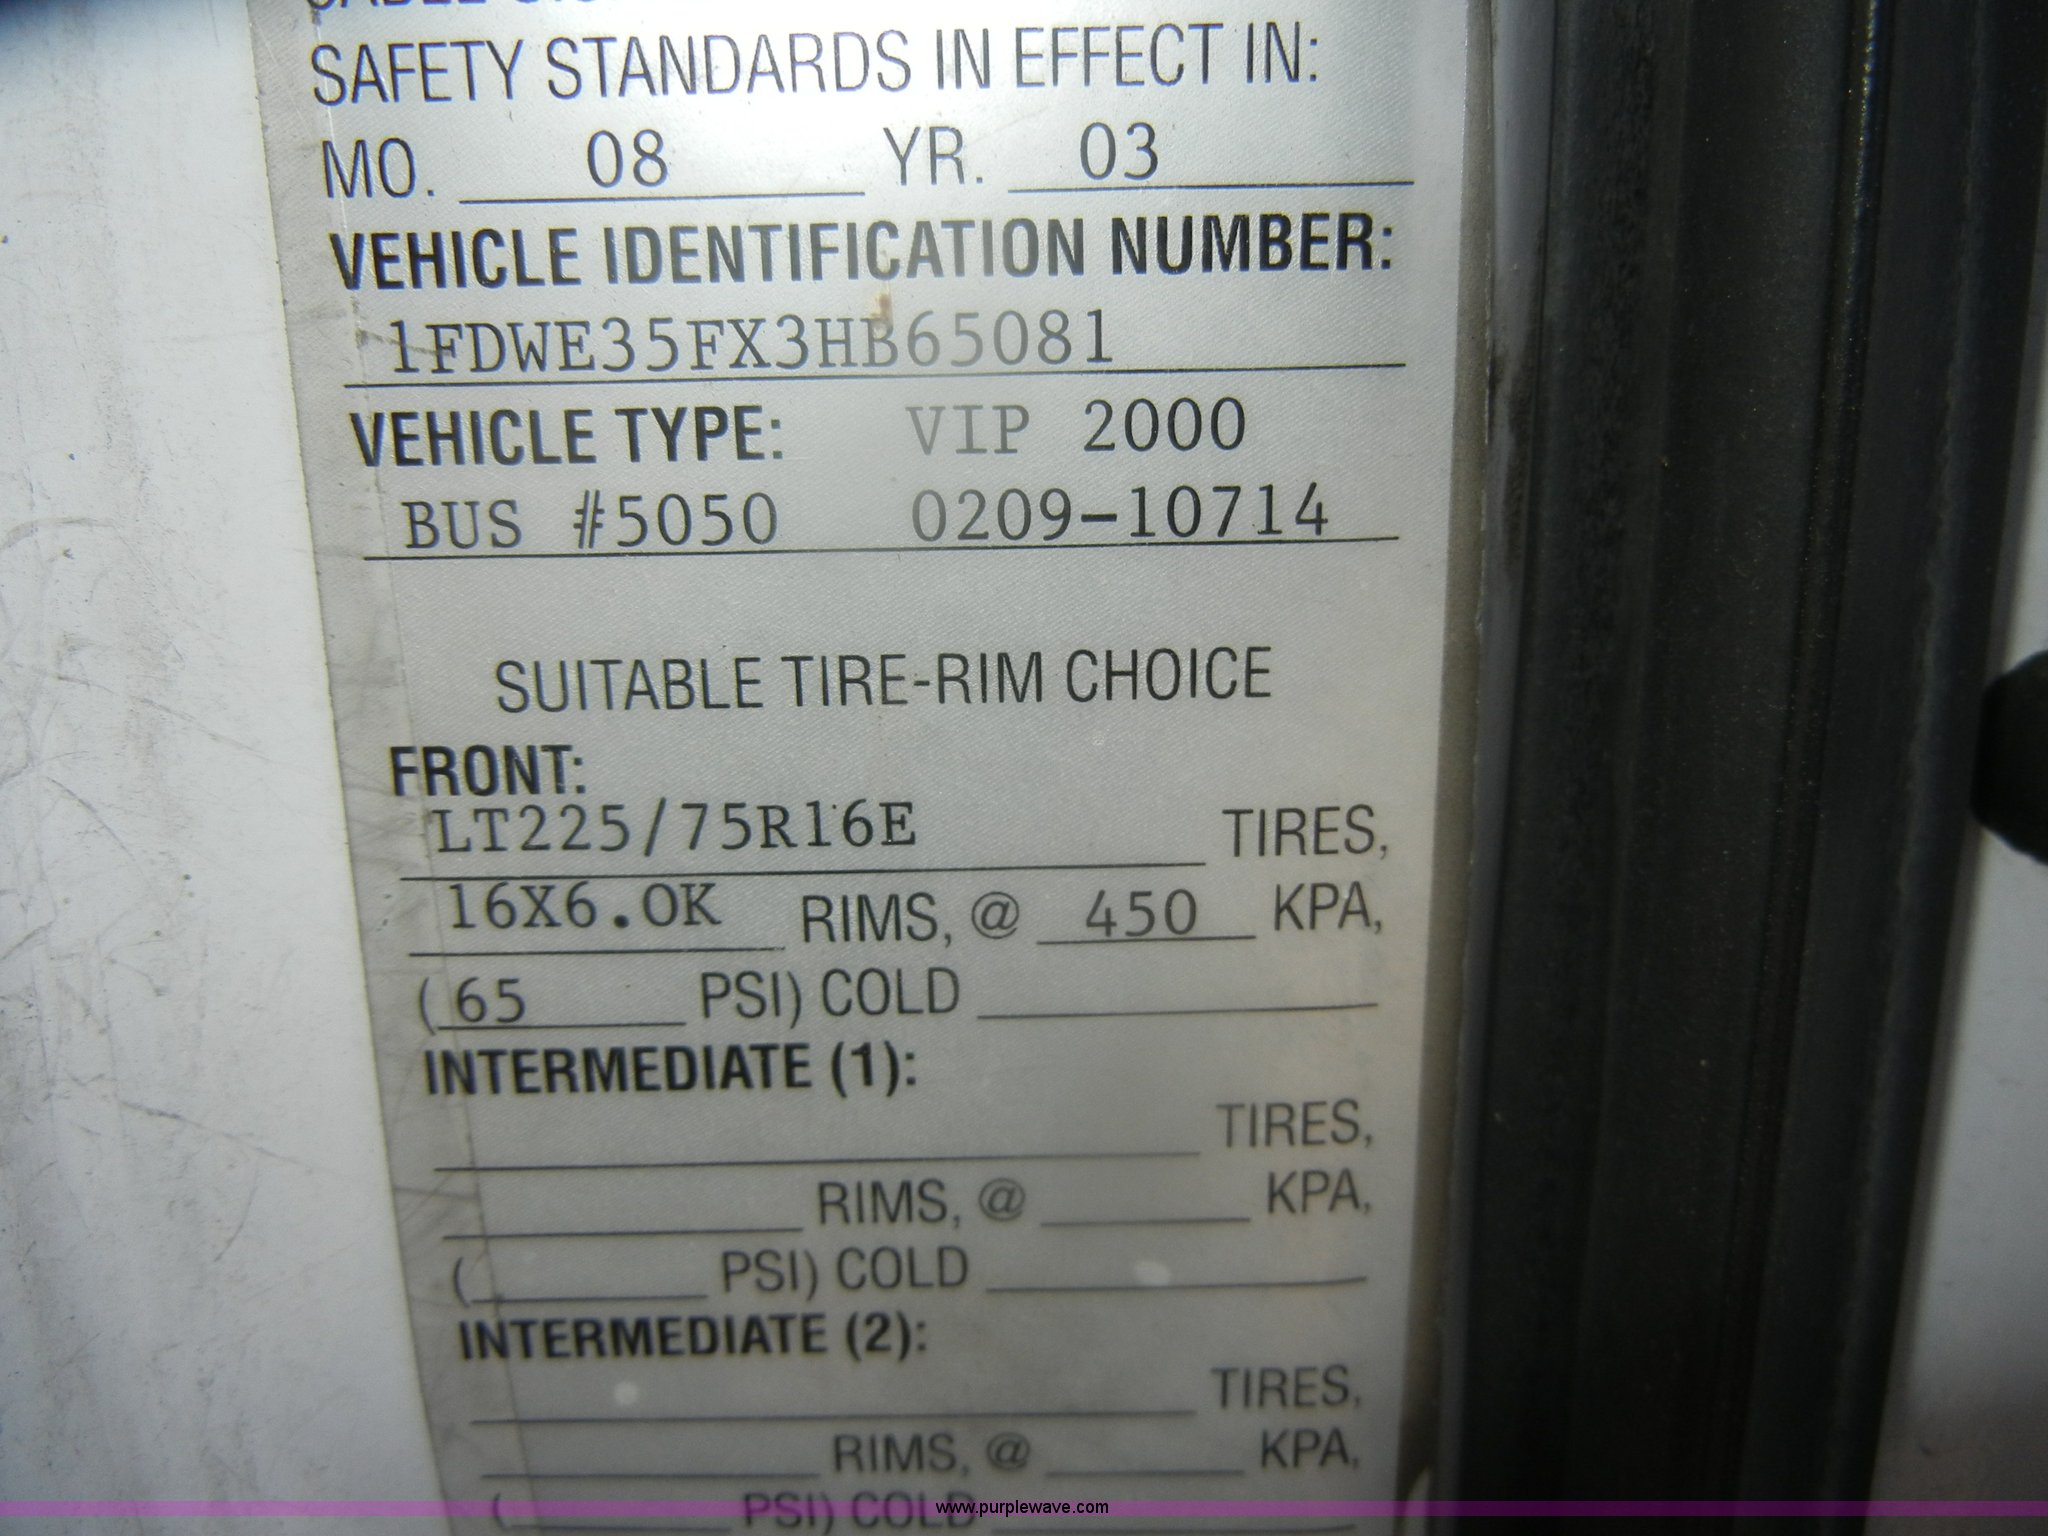 SAFETY STANDARDS IN EFFECT IN:
MO. 08 YR. 03
VEHICLE IDENTIFICATION NUMBER:
1FDWE35FX3HB65081
VEHICLE TYPE: VIP 2000
BUS #5050 0209-10714
SUITABLE TIRE-RIM CHOICE
FRONT:
LT225/75R16E TIRES,
16X6.0K RIMS, @ 450 KPA,
(65 PSI) COLD
INTERMEDIATE (1):
TIRES,
RIMS, @ KPA,
( PSI) COLD
INTERMEDIATE (2):
TIRES,
RIMS, @ KPA,
( PSI) COLD
www.purplewave.com